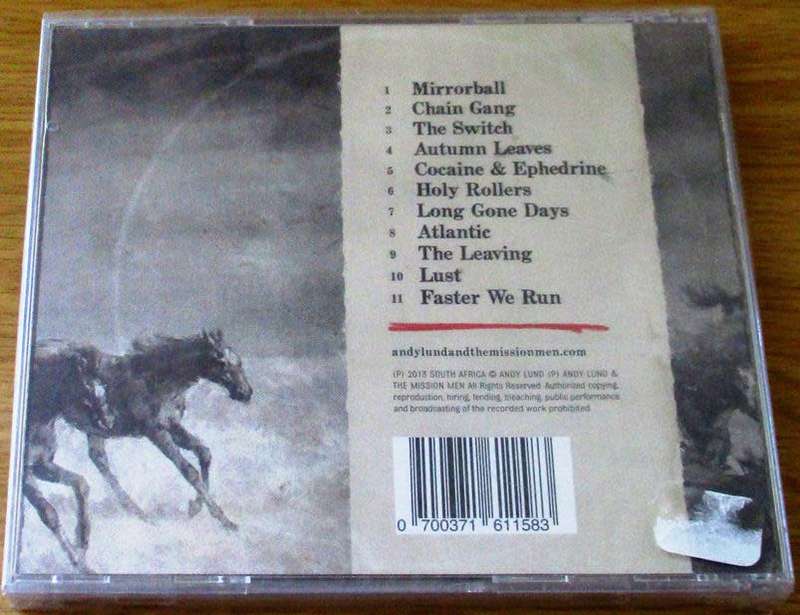 1 Mirrorball
2 Chain Gang
3 The Switch
4 Autumn Leaves
5 Cocaine & Ephedrine
6 Holy Rollers
7 Long Gone Days
8 Atlantic
9 The Leaving
10 Lust
11 Faster We Run
andylundandthemissionmen.com
(P) 2013 SOUTH AFRICA © ANDY LUND (P) ANDY LUND &
THE MISSION MEN All Rights Reserved. Authorized copying,
reproduction, hiring, lending, bleaching, public performance
and broadcasting of the recorded work prohibited
0 700371 611583